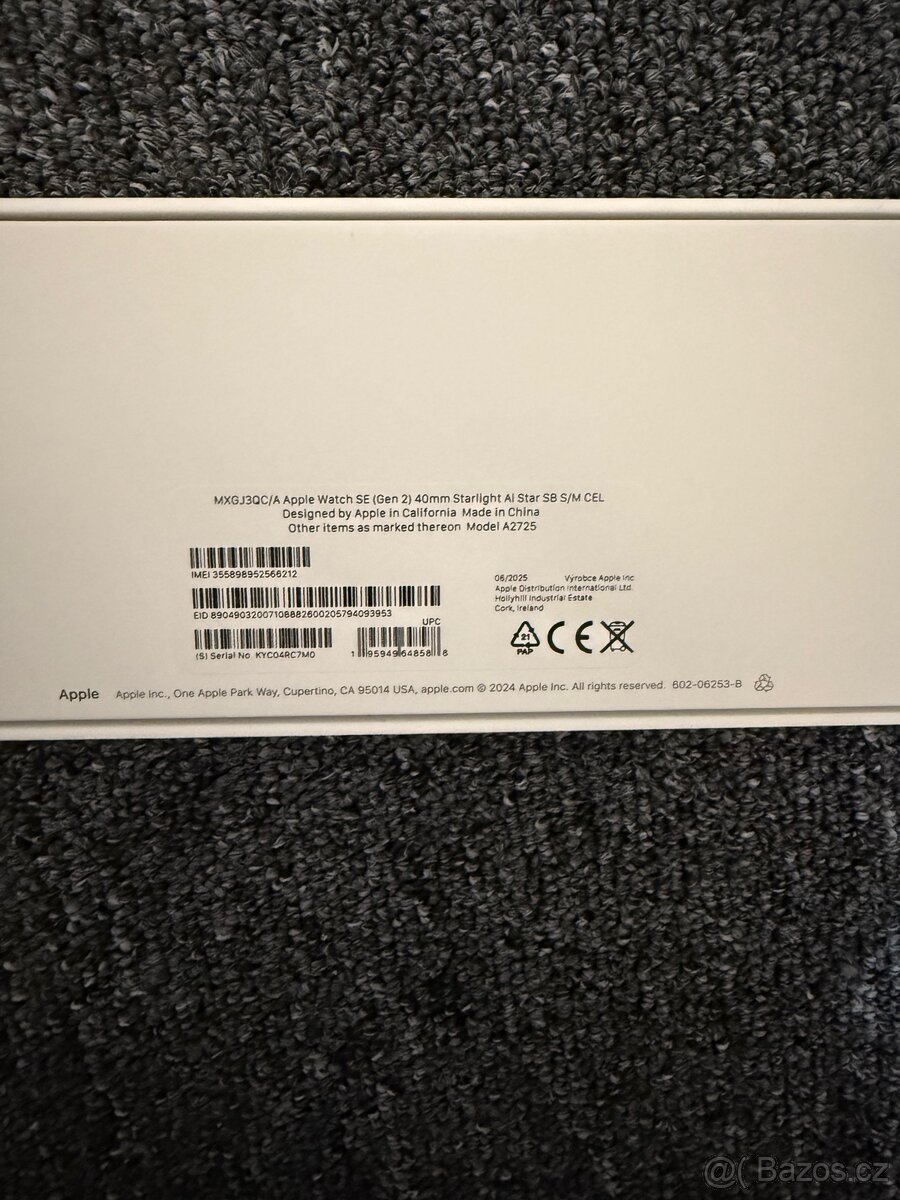 MXGJ3QC/A Apple Watch SE (Gen 2) 40mm Starlight Al Star SB S/M CEL
Designed by Apple in California Made in China
Other items as marked thereon Model A2725
IMEI 355898952566212
EID 89049032007108882600205794093953
UPC
(S) Serial No. KYC04RC7M0
1 95949 64858 8
06/2025 Výrobce Apple Inc
Apple Distribution International Ltd.
Hollyhill Industrial Estate
Cork, Ireland
21
PAP
CE
Apple Apple Inc., One Apple Park Way, Cupertino, CA 95014 USA, apple.com © 2024 Apple Inc. All rights reserved. 602-06253-B
@( Bazos.cz